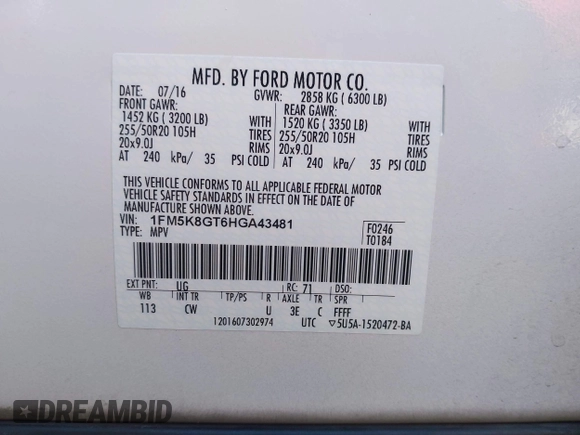 MFD. BY FORD MOTOR CO.
DATE: 07/16 GVWR: 2858 KG ( 6300 LB)
FRONT GAWR: REAR GAWR:
1452 KG ( 3200 LB) WITH 1520 KG ( 3350 LB) WITH
255/50R20 105H TIRES 255/50R20 105H TIRES
20x9.0J RIMS 20x9.0J RIMS
AT 240 kPa/ 35 PSI COLD AT 240 kPa/ 35 PSI COLD
THIS VEHICLE CONFORMS TO ALL APPLICABLE FEDERAL MOTOR
VEHICLE SAFETY STANDARDS IN EFFECT ON THE DATE OF
MANUFACTURE SHOWN ABOVE.
VIN: 1FM5K8GT6HGA43481 F0246
TYPE: MPV T0184
EXT PNT: UG RC: 71 DSO:
WB INT TR TP/PS R AXLE TR SPR
113 CW U 3E C FFFF
1201607302974 UTC ▽5U5A-1520472-BA
DREAMBID